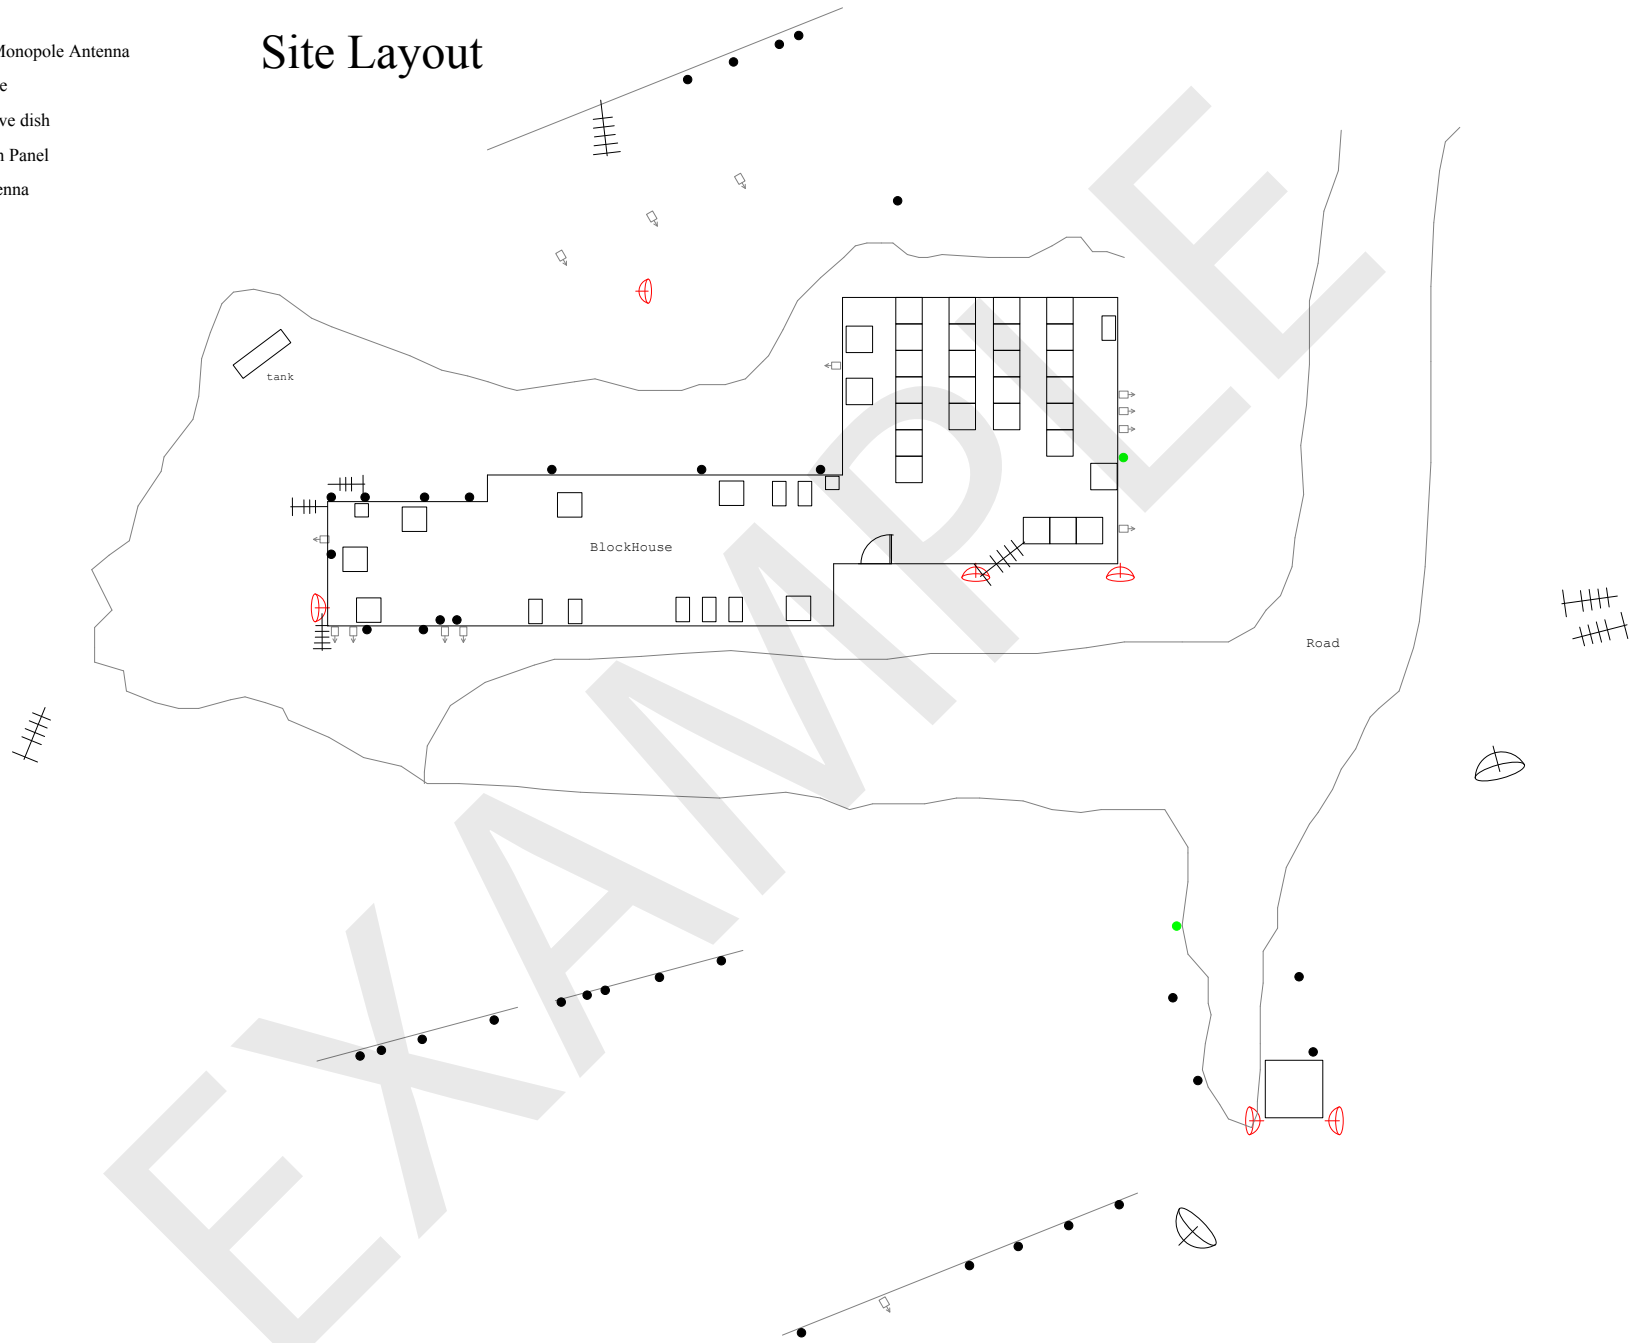 Site Layout
Monopole Antenna
e
ve dish
n Panel
enna
tank
BlockHouse
Road
EXAMPLE